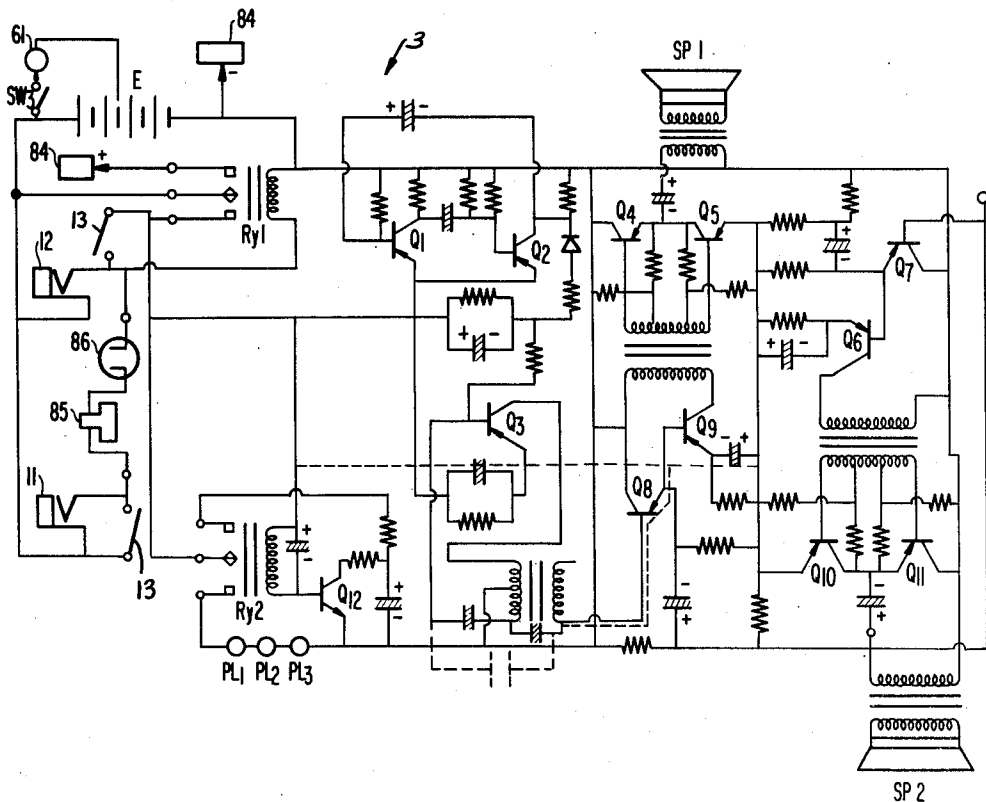 61
84
3
SP 1
SW3
E
+ -
-
84
+
Q4
+
-
Q5
13
Ry1
Q1
Q2
+
-
Q7
12
86
+ -
Q6
+ -
85
Q3
Q9
- +
11
Q8
+
-
13
Ry2
Q12
+
-
-
+
Q10
Q11
-
+
PL1 PL2 PL3
SP 2